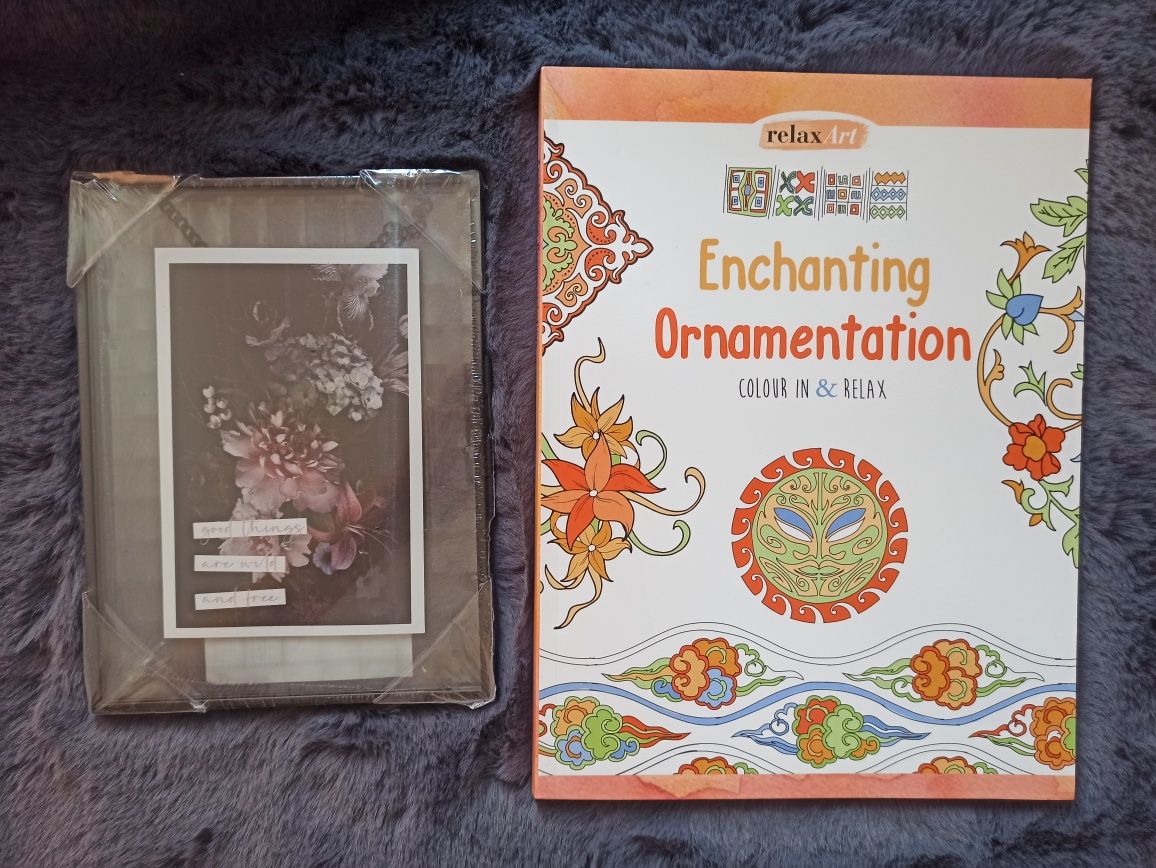 good things
are wild
and free
relaxArt
Enchanting
Ornamentation
COLOUR IN & RELAX